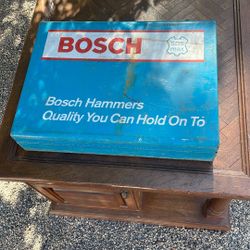 BOSCH
Bosch Hammers
Quality You Can Hold On To